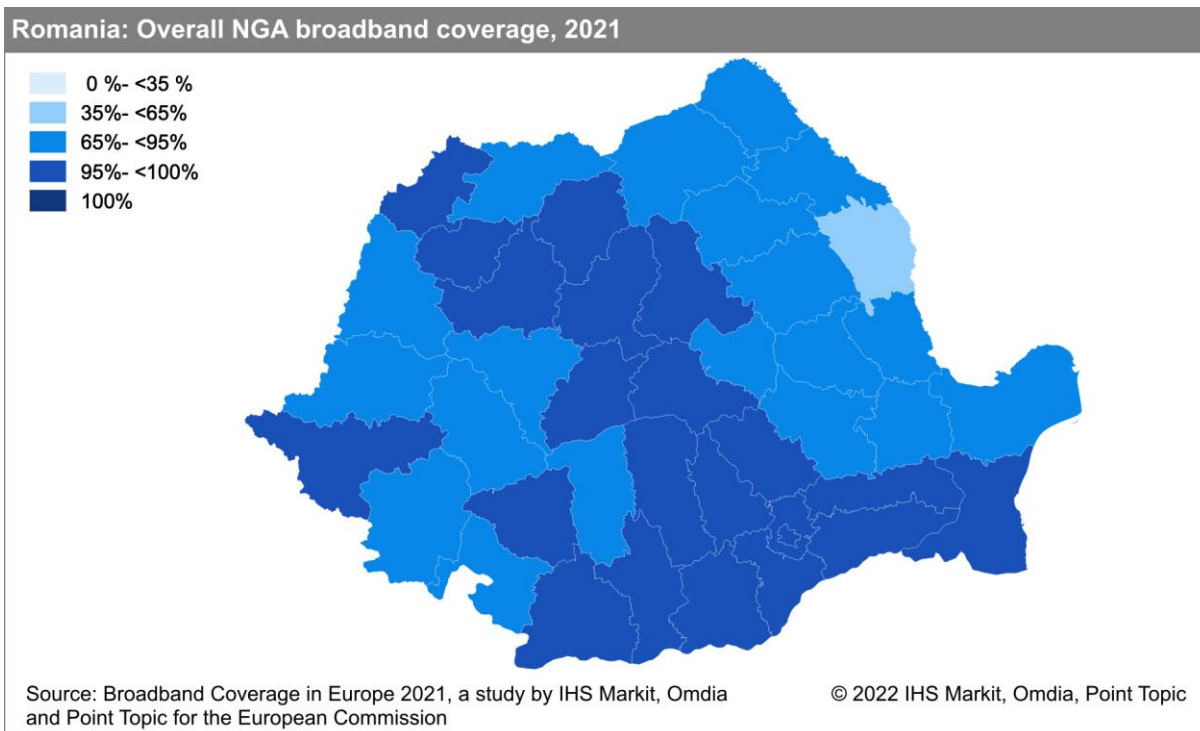 Romania: Overall NGA broadband coverage, 2021
0 %- <35 %
35%- <65%
65%- <95%
95%- <100%
100%
Source: Broadband Coverage in Europe 2021, a study by IHS Markit, Omdia
and Point Topic for the European Commission
© 2022 IHS Markit, Omdia, Point Topic